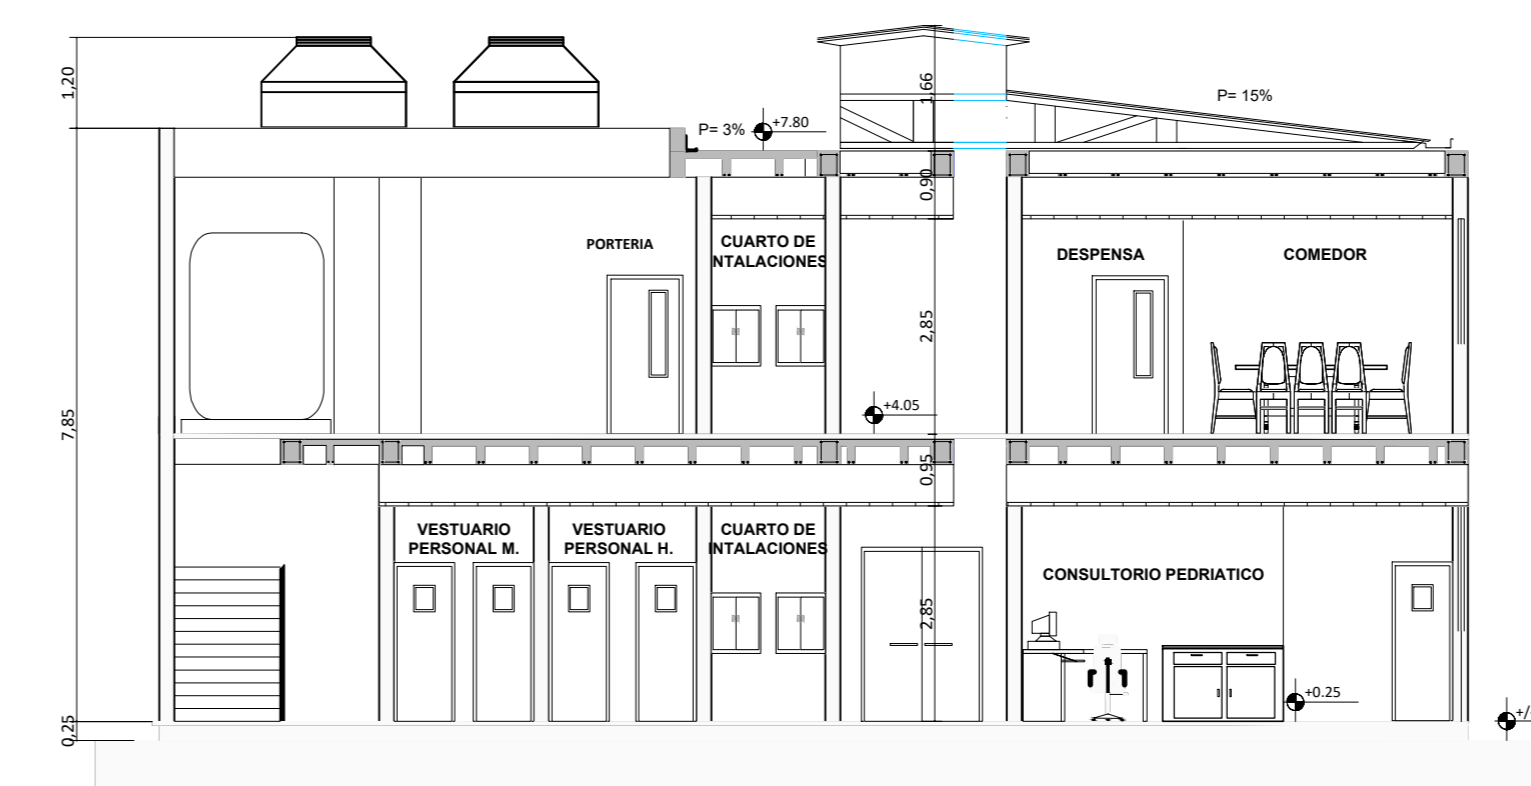 1,20
1,66
P= 15%
P= 3%
+7.80
0,90
PORTERIA
CUARTO DE
NTALACIONES
DESPENSA
COMEDOR
2,85
+4.05
7,85
0,95
VESTUARIO
PERSONAL M.
VESTUARIO
PERSONAL H.
CUARTO DE
INTALACIONES
CONSULTORIO PEDRIATICO
2,85
+0.25
0,25
+/